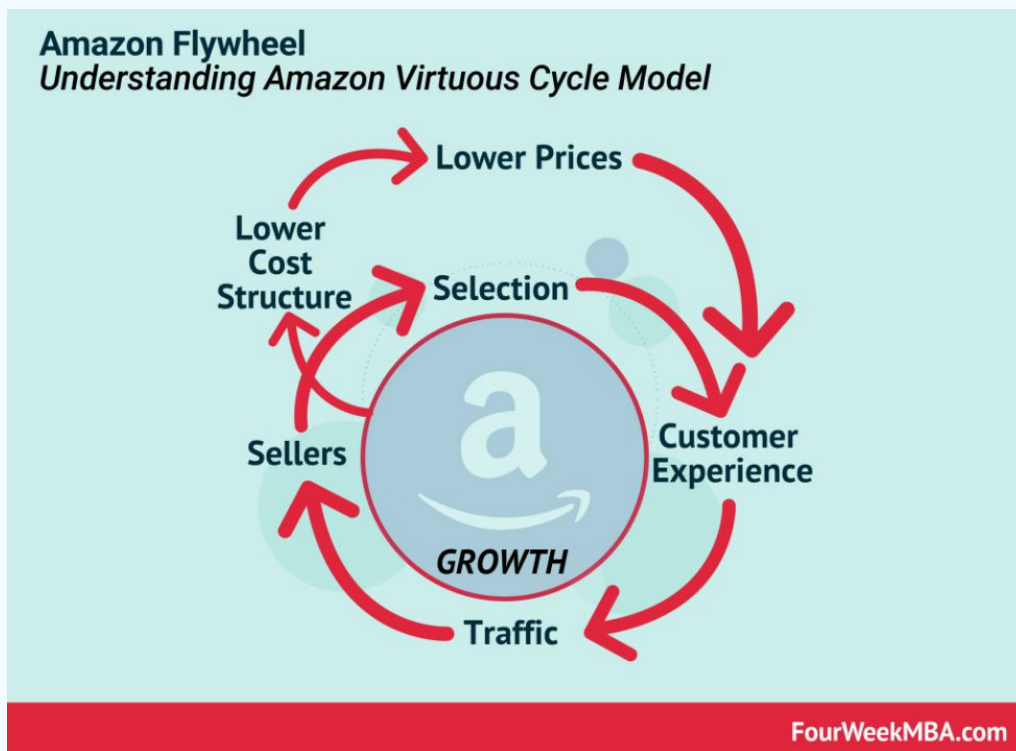 Amazon Flywheel
Understanding Amazon Virtuous Cycle Model
Lower Prices
Lower
Cost
Structure
Selection
a
Sellers
Customer
Experience
GROWTH
Traffic
FourWeekMBA.com